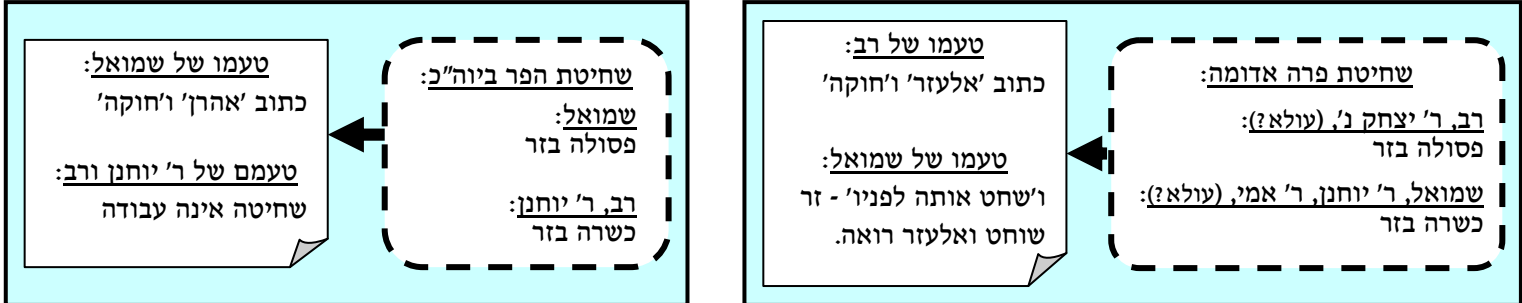 שחיטת פרה אדומה:
רב, ר' יצחק נ', (עולא?):
פסולה בזר
שמואל, ר' יוחנן, ר' אמי, (עולא?):
כשרה בזר
טעמו של רב:
כתוב 'אלעזר' ו'חוקה'
טעמו של שמואל:
ו'שחט אותה לפניו' - זר
שוחט ואלעזר רואה.
שחיטת הפר ביוה"כ:
שמואל:
פסולה בזר
רב, ר' יוחנן:
כשרה בזר
טעמו של שמואל:
כתוב 'אהרן' ו'חוקה'
טעמם של ר' יוחנן ורב:
שחיטה אינה עבודה